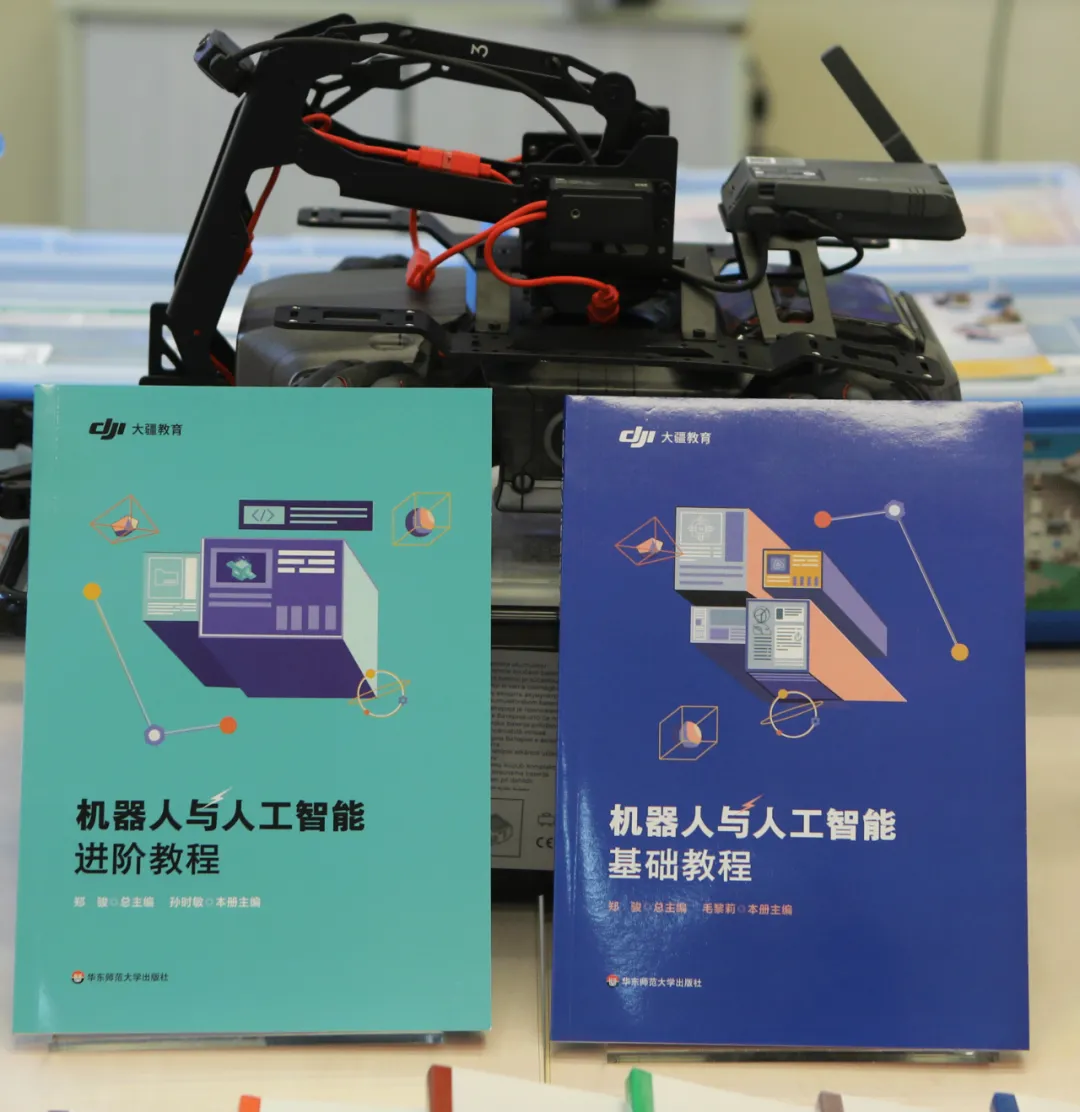 3
dji 大疆教育
</>
机器人与人工智能
进阶教程
郑 骏◎总主编 孙时敏◎本册主编
华东师范大学出版社
dji 大疆教育
机器人与人工智能
基础教程
郑 骏◎总主编 毛黎莉◎本册主编
华东师范大学出版社
CE